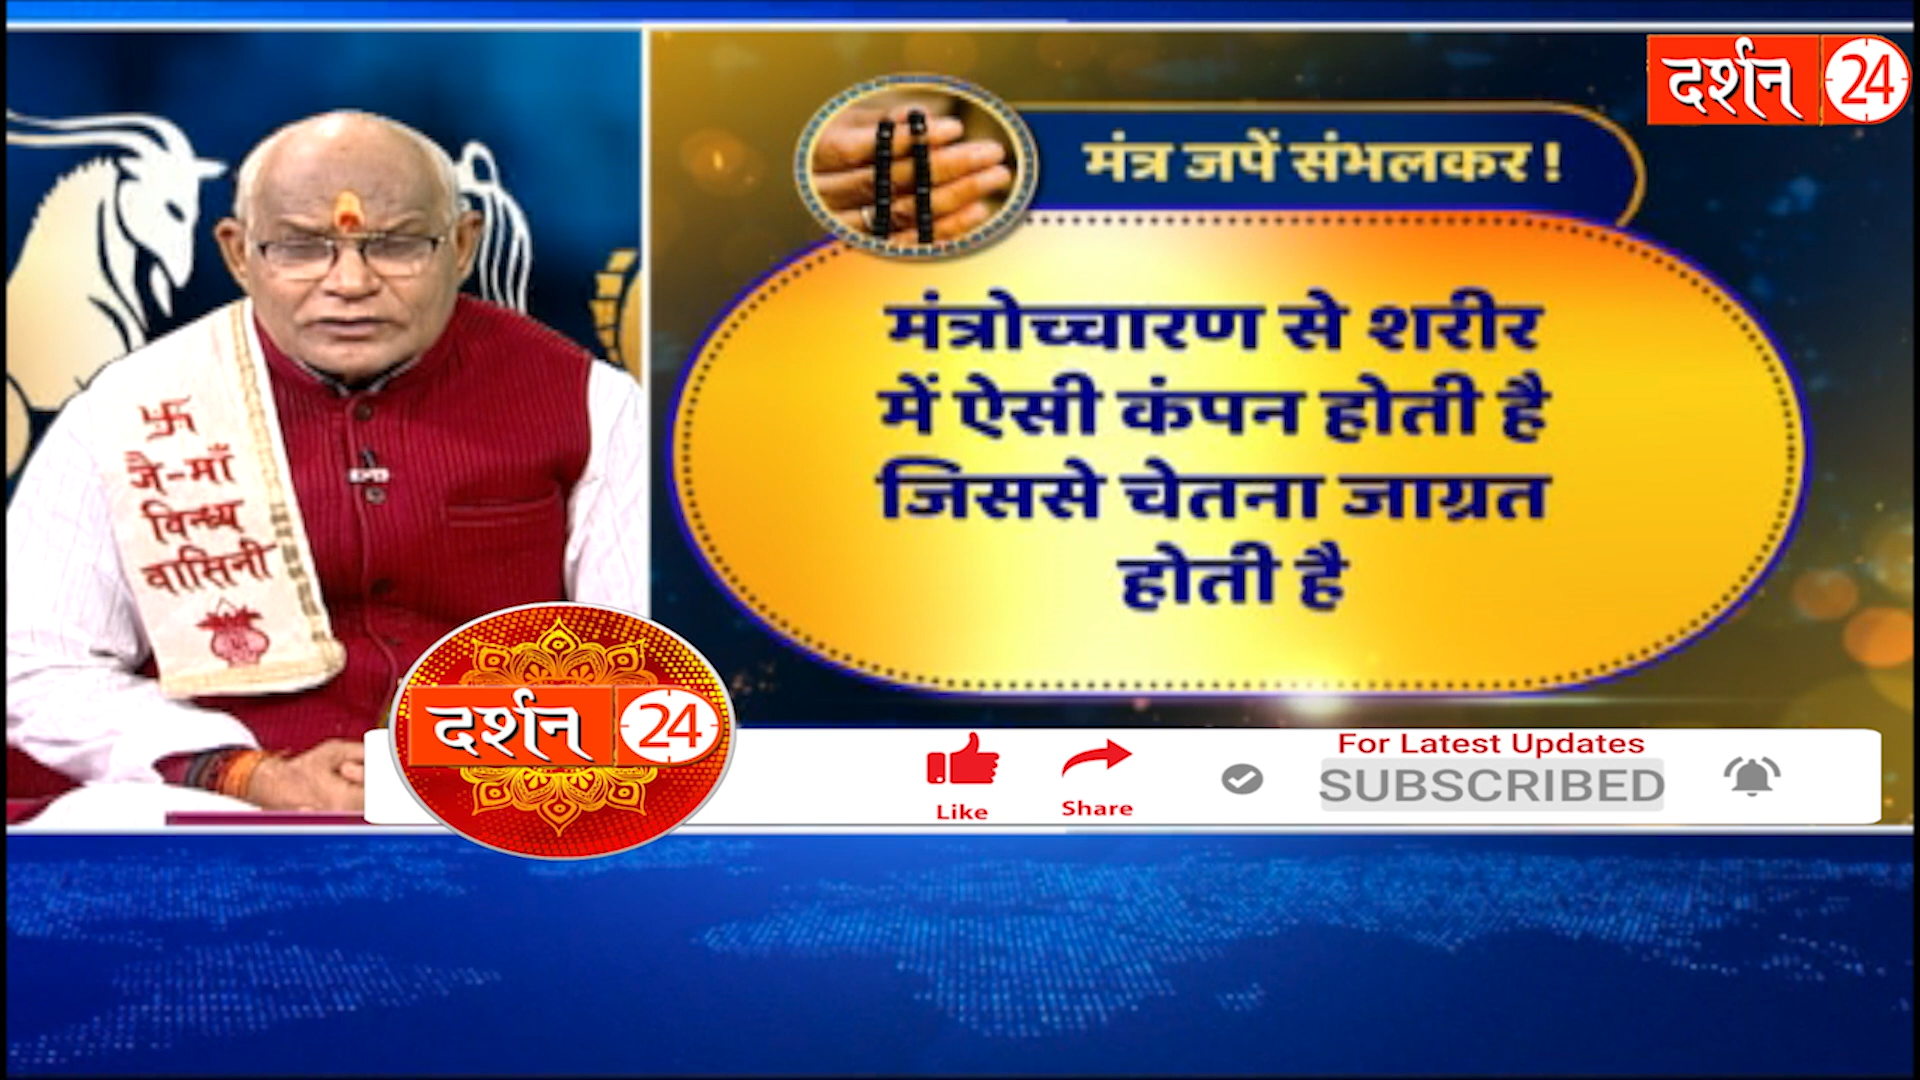 दर्शन 24
मंत्र जपें संभलकर !
मंत्रोच्चारण से शरीर
में ऐसी कंपन होती है
जिससे चेतना जाग्रत
होती है
जै-माँ
विन्ध्य
वासिनी
दर्शन 24
Like
Share
For Latest Updates
SUBSCRIBED